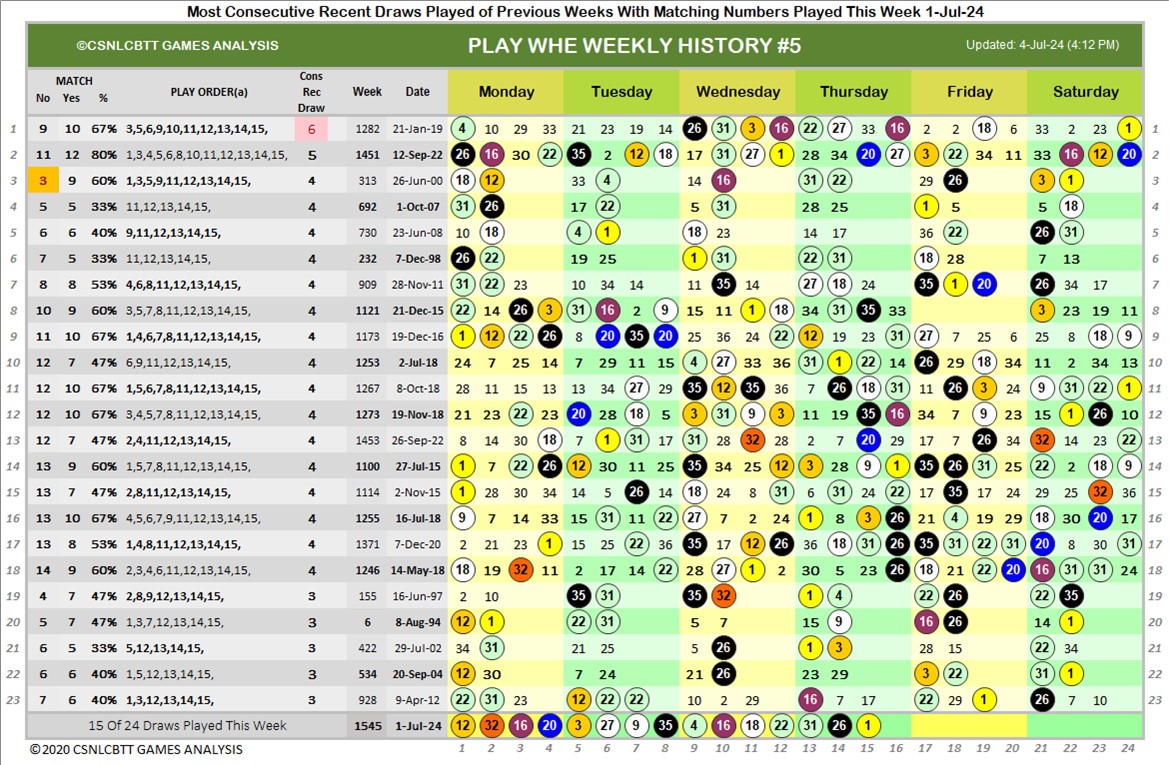 Most Consecutive Recent Draws Played of Previous Weeks With Matching Numbers Played This Week 1-Jul-24
©CSNLCBTT GAMES ANALYSIS PLAY WHE WEEKLY HISTORY #5 Updated: 4-Jul-24 (4:12 PM)
MATCH No Yes % PLAY ORDER(a) Cons Rec Draw Week Date Monday Tuesday Wednesday Thursday Friday Saturday
1 9 10 67% 3,5,6,9,10,11,12,13,14,15, 6 1282 21-Jan-19 4 10 29 33 21 23 19 14 26 31 3 16 22 27 33 16 2 2 18 6 33 2 23 1 1
2 11 12 80% 1,3,4,5,6,8,10,11,12,13,14,15, 5 1451 12-Sep-22 26 16 30 22 35 2 12 18 17 31 27 1 28 34 20 27 3 22 34 11 33 16 12 20 2
3 3 9 60% 1,3,5,9,11,12,13,14,15, 4 313 26-Jun-00 18 12 33 4 14 16 31 22 29 26 3 1 3
4 5 5 33% 11,12,13,14,15, 4 692 1-Oct-07 31 26 17 22 5 31 28 25 1 5 5 18 4
5 6 6 40% 9,11,12,13,14,15, 4 730 23-Jun-08 10 18 4 1 18 23 14 17 36 22 26 31 5
6 7 5 33% 11,12,13,14,15, 4 232 7-Dec-98 26 22 19 25 1 31 22 31 18 28 7 13 6
7 8 8 53% 4,6,8,11,12,13,14,15, 4 909 28-Nov-11 31 22 23 10 34 14 11 35 14 27 18 24 35 1 20 26 34 17 7
8 10 9 60% 3,5,7,8,11,12,13,14,15, 4 1121 21-Dec-15 22 14 26 3 31 16 2 9 15 11 1 18 34 31 35 33 3 23 19 11 8
9 11 10 67% 1,4,6,7,8,11,12,13,14,15, 4 1173 19-Dec-16 1 12 22 26 8 20 35 20 25 36 24 22 12 19 23 31 27 7 25 6 25 8 18 9 9
10 12 7 47% 6,9,11,12,13,14,15, 4 1253 2-Jul-18 24 7 25 14 7 29 11 15 4 27 33 36 31 1 22 14 26 29 18 34 11 2 34 13 10
11 12 10 67% 1,5,6,7,8,11,12,13,14,15, 4 1267 8-Oct-18 28 11 15 13 13 34 27 29 35 12 35 36 7 26 18 31 11 26 3 24 9 31 22 1 11
12 12 10 67% 3,4,5,7,8,11,12,13,14,15, 4 1273 19-Nov-18 21 23 22 23 20 28 18 5 3 31 9 3 11 19 35 16 34 7 9 23 15 1 26 10 12
13 12 7 47% 2,4,11,12,13,14,15, 4 1453 26-Sep-22 8 14 30 18 7 1 31 17 31 28 32 28 2 7 20 29 17 7 26 34 32 14 23 22 13
14 13 9 60% 1,5,7,8,11,12,13,14,15, 4 1100 27-Jul-15 1 7 22 26 12 30 11 25 35 34 25 12 3 28 9 1 35 26 31 25 22 2 18 9 14
15 13 7 47% 2,8,11,12,13,14,15, 4 1114 2-Nov-15 1 28 30 34 14 5 26 14 18 24 8 31 6 31 24 22 17 35 17 24 29 25 32 36 15
16 13 10 67% 4,5,6,7,9,11,12,13,14,15, 4 1255 16-Jul-18 9 7 14 33 15 31 11 22 27 7 2 24 1 8 3 26 21 4 19 29 18 30 20 17 16
17 13 8 53% 1,4,8,11,12,13,14,15, 4 1371 7-Dec-20 2 21 23 1 15 25 22 36 35 17 12 26 36 18 31 26 35 31 22 31 20 8 30 31 17
18 14 9 60% 2,3,4,6,11,12,13,14,15, 4 1246 14-May-18 18 19 32 11 2 17 14 22 28 27 1 2 30 5 23 26 18 21 22 20 16 31 31 24 18
19 4 7 47% 2,8,9,12,13,14,15, 3 155 16-Jun-97 2 10 35 31 35 32 1 4 22 26 22 35 19
20 5 7 47% 1,3,7,12,13,14,15, 3 6 8-Aug-94 12 1 22 31 5 7 15 9 16 26 14 1 20
21 6 5 33% 5,12,13,14,15, 3 412 29-Jul-02 34 31 21 25 5 26 1 3 28 15 22 34 21
22 6 6 40% 1,5,12,13,14,15, 3 534 20-Sep-04 12 30 7 24 21 26 23 29 3 22 31 1 22
23 7 6 40% 1,3,12,13,14,15, 3 928 9-Apr-12 22 31 23 12 22 22 10 2 29 16 7 17 22 29 1 26 7 10 23
15 Of 24 Draws Played This Week 1545 1-Jul-24 12 32 16 20 3 27 9 35 4 16 18 22 31 26 1
© 2020 CSNLCBTT GAMES ANALYSIS 1 2 3 4 5 6 7 8 9 10 11 12 13 14 15 16 17 18 19 20 21 22 23 24